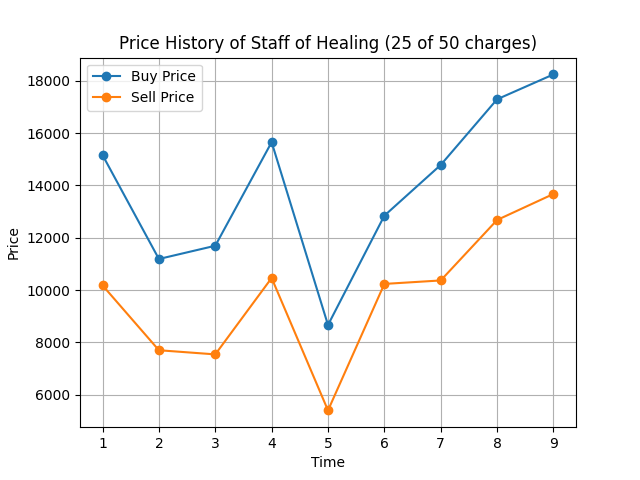 Price History of Staff of Healing (25 of 50 charges)
Buy Price
Sell Price
18000
16000
14000
12000
10000
8000
6000
Price
1 2 3 4 5 6 7 8 9
Time